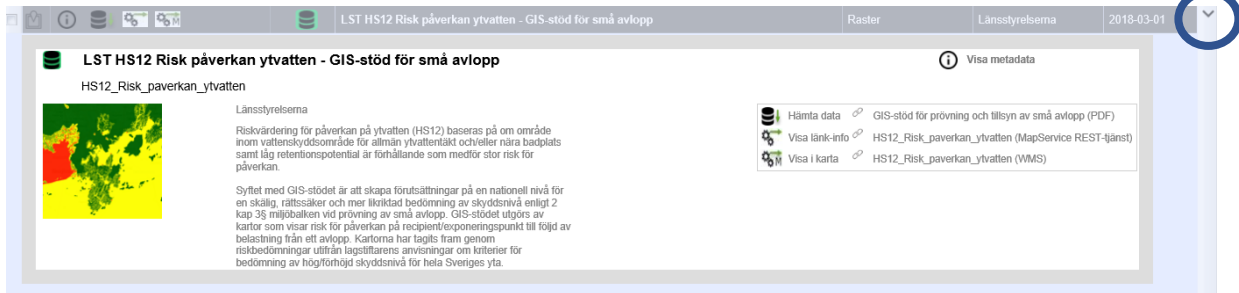 LST HS12 Risk påverkan ytvatten - GIS-stöd för små avlopp Raster Länsstyrelserna 2018-03-01
LST HS12 Risk påverkan ytvatten - GIS-stöd för små avlopp
Visa metadata
HS12_Risk_paverkan_ytvatten
Länsstyrelserna
Riskvärdering för påverkan på ytvatten (HS12) baseras på om område
inom vattenskyddsområde för allmän ytvattentäkt och/eller nära badplats
samt låg retentionspotential är förhållande som medför stor risk för
påverkan.
Syftet med GIS-stödet är att skapa förutsättningar på en nationell nivå för
en skälig, rättssäker och mer likriktad bedömning av skyddsnivå enligt 2
kap 3§ miljöbalken vid prövning av små avlopp. GIS-stödet utgörs av
kartor som visar risk för påverkan på recipient/exponeringspunkt till följd av
belastning från ett avlopp. Kartorna har tagits fram genom
riskbedömningar utifrån lagstiftarens anvisningar om kriterier för
bedömning av hög/förhöjd skyddsnivå för hela Sveriges yta.
Hämta data GIS-stöd för prövning och tillsyn av små avlopp (PDF)
Visa länk-info HS12_Risk_paverkan_ytvatten (MapService REST-tjänst)
M Visa i karta HS12_Risk_paverkan_ytvatten (WMS)